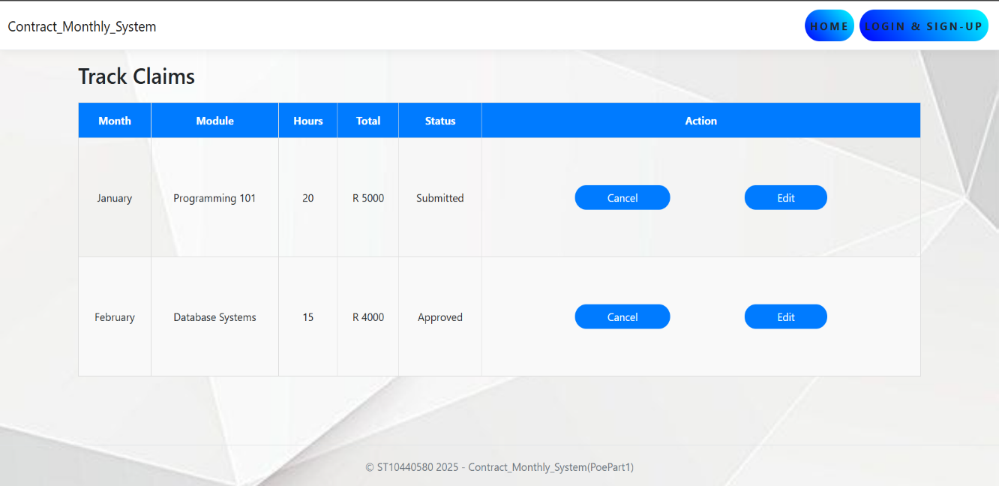 Contract_Monthly_System HOME LOGIN & SIGN-UP
Track Claims
Month Module Hours Total Status Action
January Programming 101 20 R 5000 Submitted Cancel Edit
February Database Systems 15 R 4000 Approved Cancel Edit
© ST10440580 2025 - Contract_Monthly_System(PoePart1)